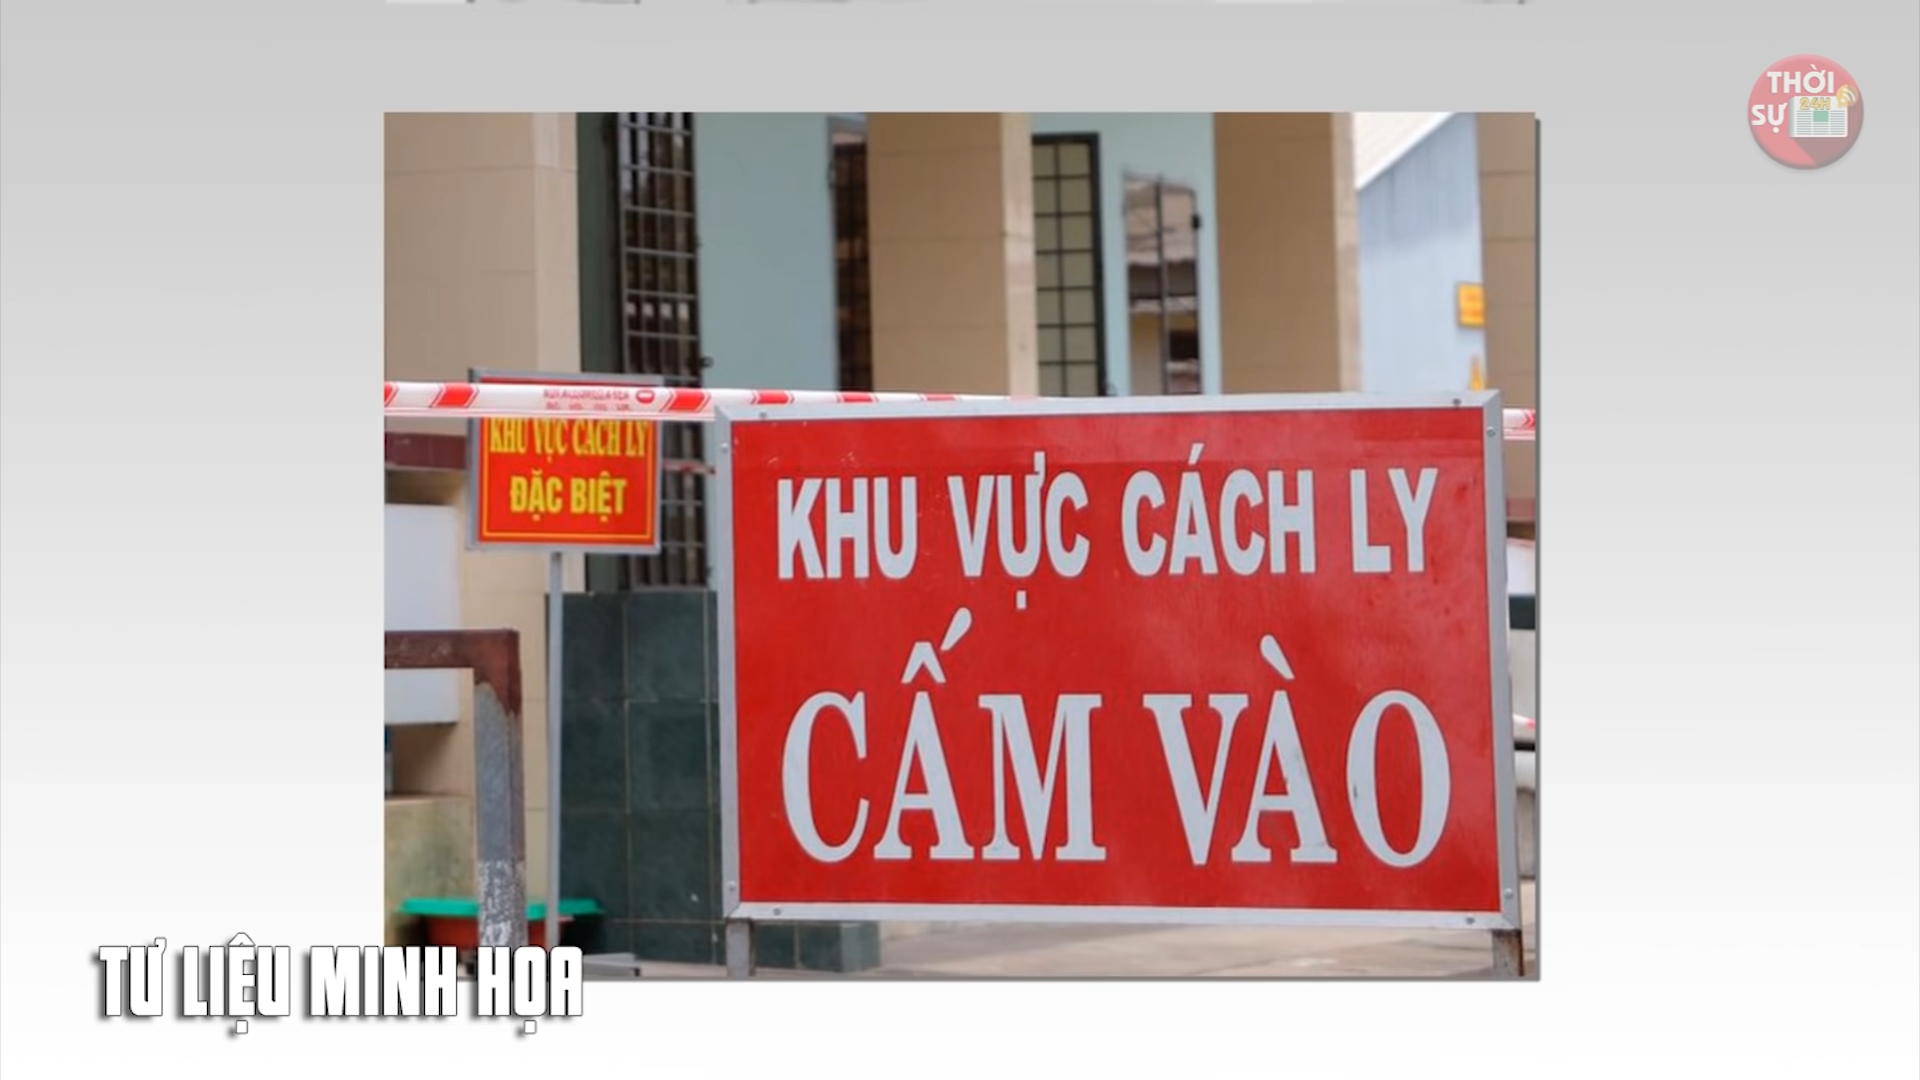 THỜI
SỰ 24H
KHU VỰC CÁCH LY
ĐẶC BIỆT
KHU VỰC CÁCH LY
CẤM VÀO
TƯ LIỆU MINH HỌA